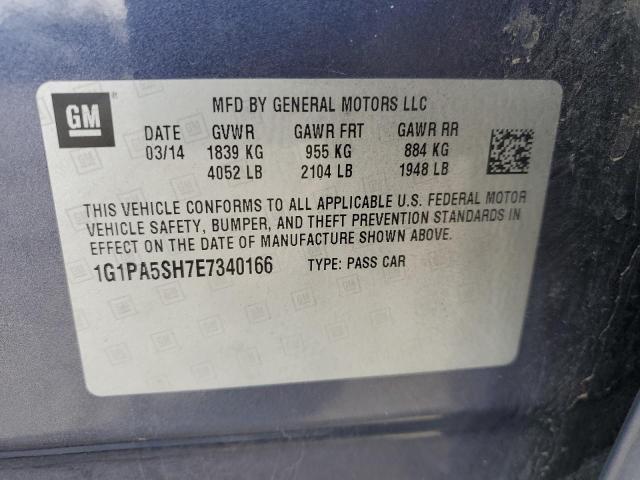 GM
MFD BY GENERAL MOTORS LLC
DATE GVWR GAWR FRT GAWR RR
03/14 1839 KG 955 KG 884 KG
4052 LB 2104 LB 1948 LB
THIS VEHICLE CONFORMS TO ALL APPLICABLE U.S. FEDERAL MOTOR
VEHICLE SAFETY, BUMPER, AND THEFT PREVENTION STANDARDS IN
EFFECT ON THE DATE OF MANUFACTURE SHOWN ABOVE.
1G1PA5SH7E7340166 TYPE: PASS CAR